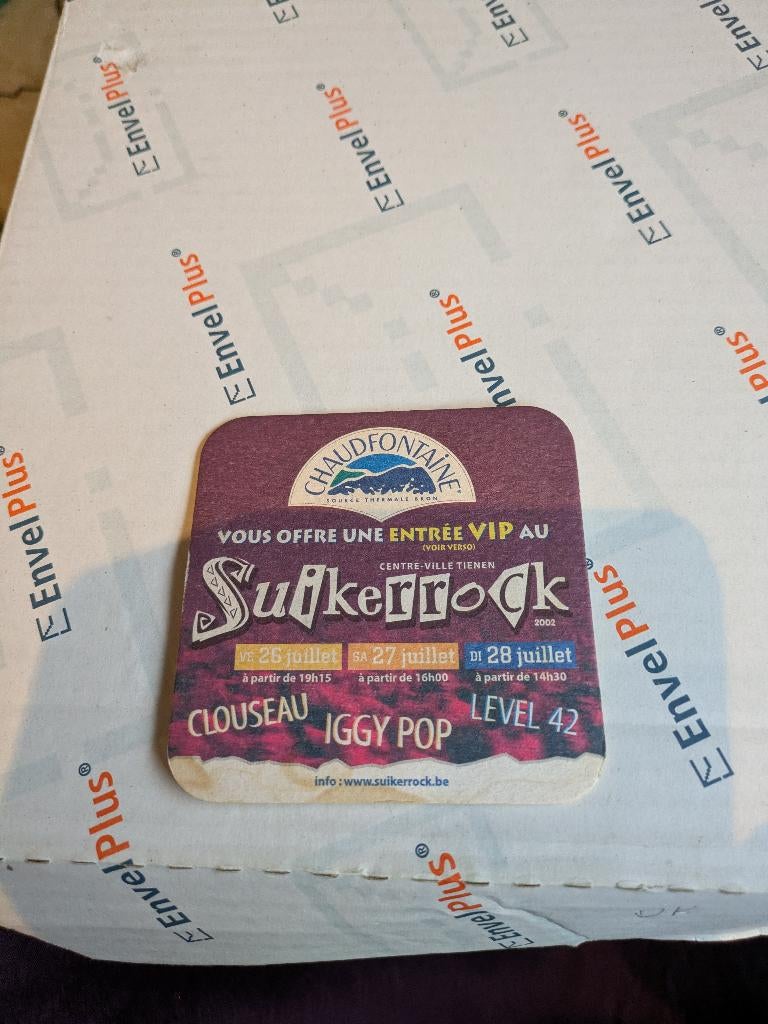 EnvelPlus®
EnvelPlus®
EnvelPlus®
EnvelPlus®
EnvelPlus®
Plus®
EnvelPlus®
CHAUDFONTAINE®
SOURCE THERMALE BRON
VOUS OFFRE UNE ENTRÉE VIP AU
(VOIR VERSO)
CENTRE-VILLE TIENEN
Suikerrock
2002
VE 26 juillet SA 27 juillet DI 28 juillet
à partir de 19h15 à partir de 16h00 à partir de 14h30
CLOUSEAU IGGY POP LEVEL 42
info : www.suikerrock.be
EnvelPlus®
EnvelPlus®
EnvelPlus®